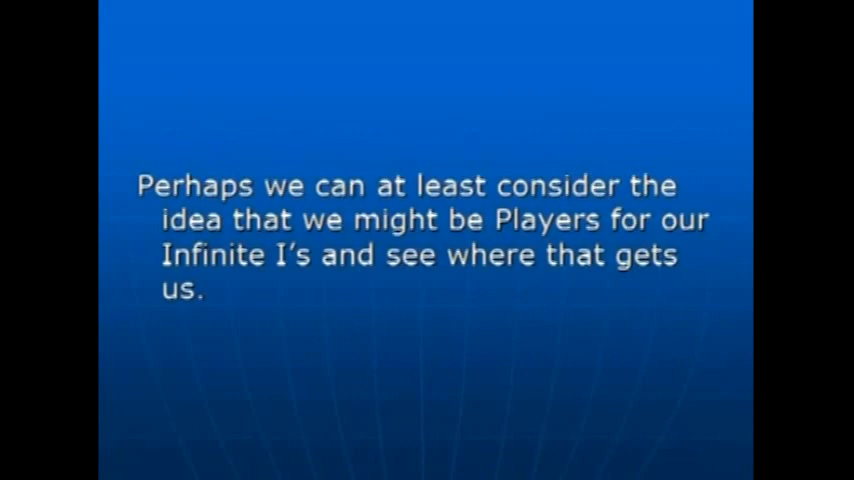 Perhaps we can at least consider the
idea that we might be Players for our
Infinite I’s and see where that gets
us.